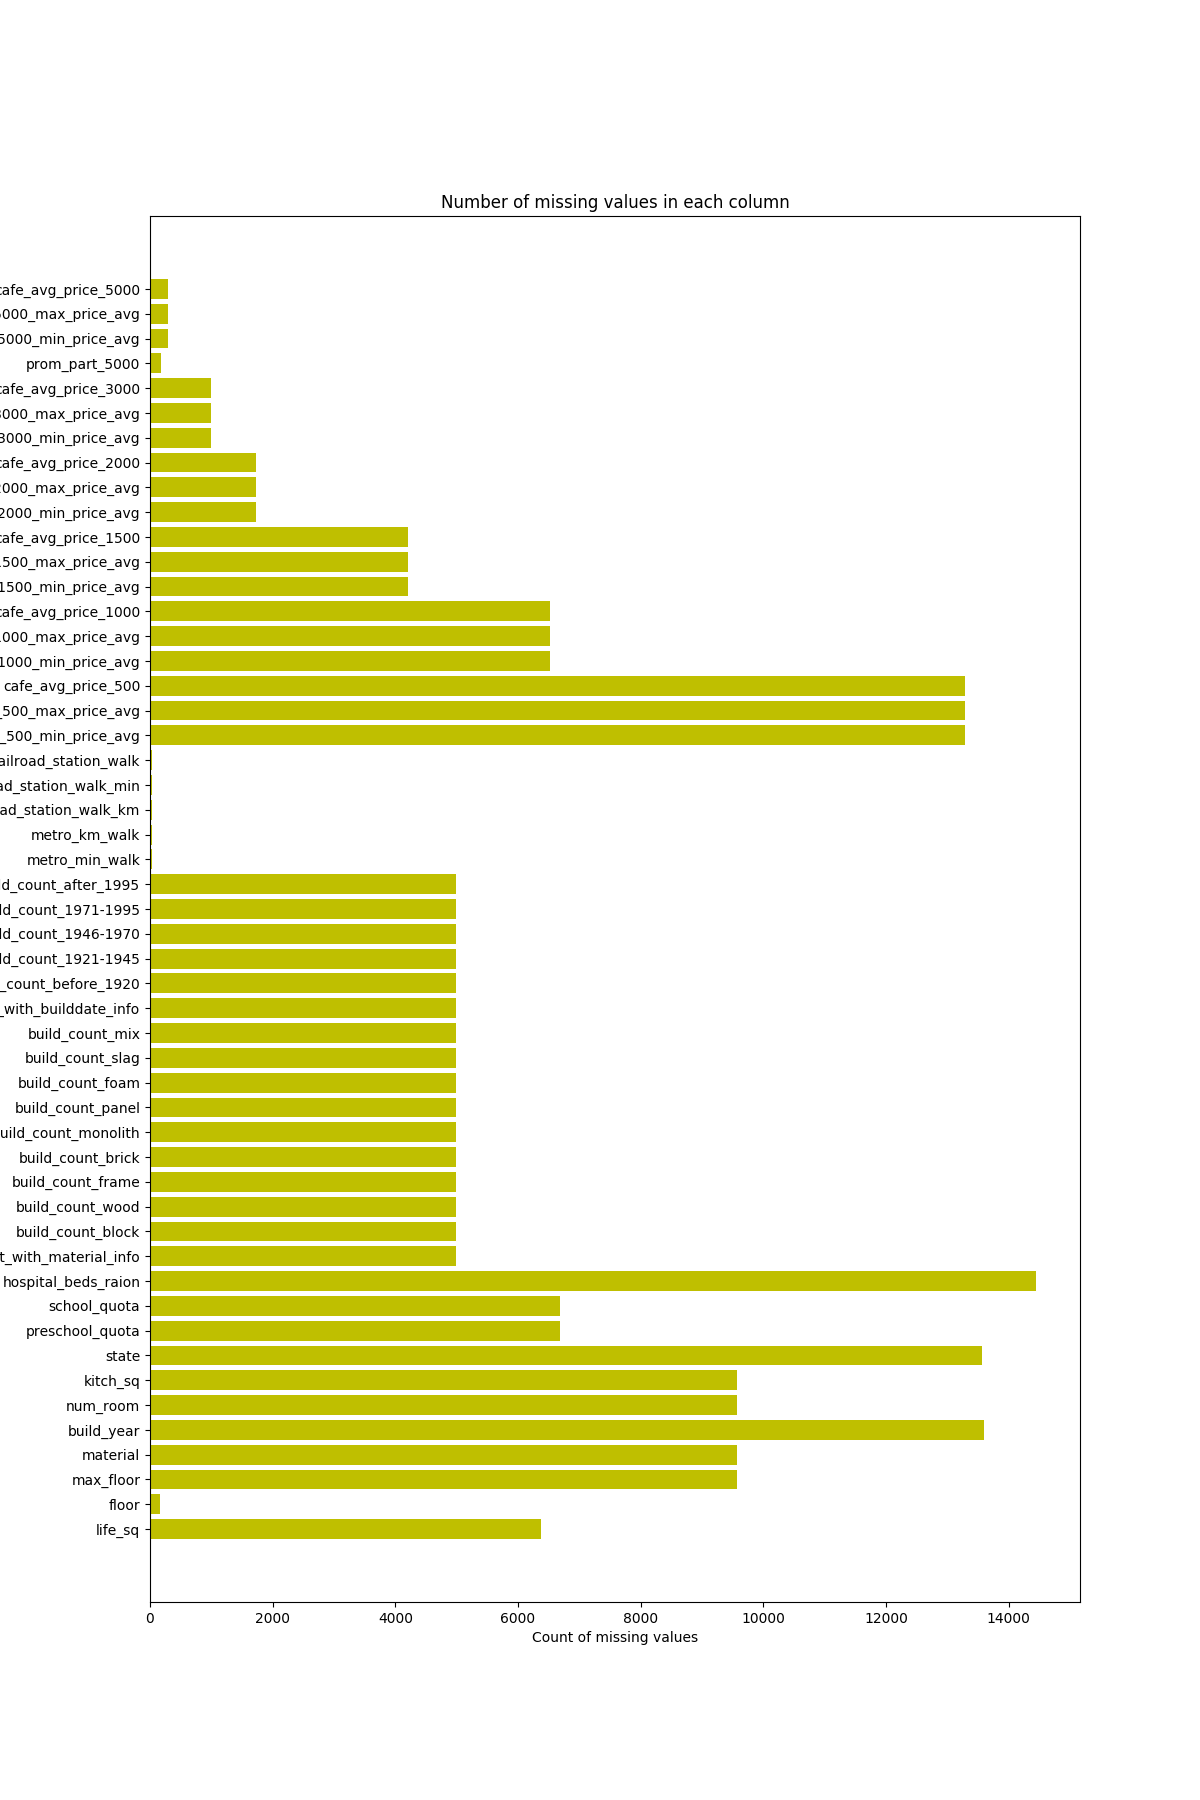 Number of missing values in each column
cafe_avg_price_5000
5000_max_price_avg
5000_min_price_avg
prom_part_5000
cafe_avg_price_3000
3000_max_price_avg
3000_min_price_avg
cafe_avg_price_2000
2000_max_price_avg
2000_min_price_avg
cafe_avg_price_1500
1500_max_price_avg
1500_min_price_avg
cafe_avg_price_1000
1000_max_price_avg
1000_min_price_avg
cafe_avg_price_500
_500_max_price_avg
_500_min_price_avg
ailroad_station_walk
ad_station_walk_min
ad_station_walk_km
metro_km_walk
metro_min_walk
ld_count_after_1995
ld_count_1971-1995
ld_count_1946-1970
ld_count_1921-1945
_count_before_1920
_with_builddate_info
build_count_mix
build_count_slag
build_count_foam
build_count_panel
uild_count_monolith
build_count_brick
build_count_frame
build_count_wood
build_count_block
t_with_material_info
hospital_beds_raion
school_quota
preschool_quota
state
kitch_sq
num_room
build_year
material
max_floor
floor
life_sq
0 2000 4000 6000 8000 10000 12000 14000
Count of missing values